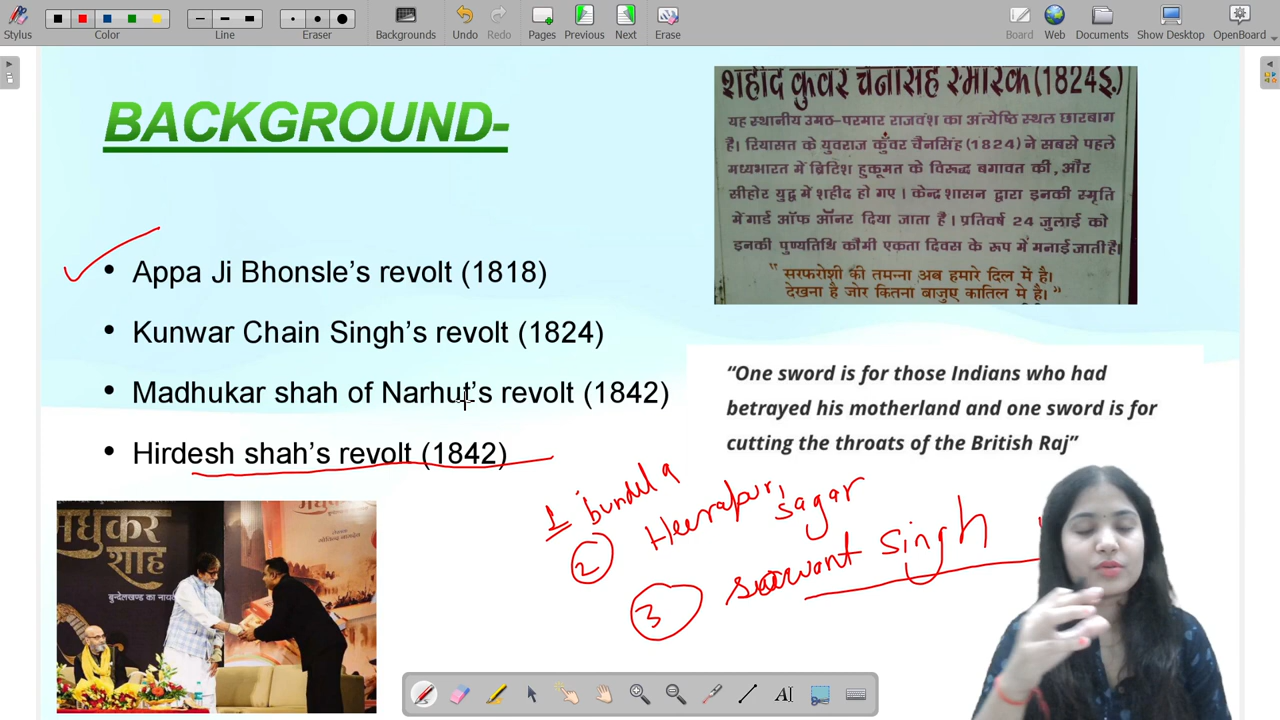 Stylus
Color
Line
Eraser
Backgrounds
Undo
Redo
Pages
Previous
Next
Erase
Board
Web
Documents
Show Desktop
OpenBoard
BACKGROUND-
• Appa Ji Bhonsle’s revolt (1818)
• Kunwar Chain Singh’s revolt (1824)
• Madhukar shah of Narhut’s revolt (1842)
• Hirdesh shah’s revolt (1842)
शहीद कुंवर चैनसिंह स्मारक (1824ई.)
यह स्थानीय उमठ-परमार राजवंश का अंत्येष्ठि स्थल छारबाग
है। रियासत के युवराज कुँवर चैनसिंह (1824) ने सबसे पहले
मध्यभारत में ब्रिटिश हुकूमत के विरूद्ध बगावत की, और
सीहोर युद्ध में शहीद हो गए। केन्द्र शासन द्वारा इनकी स्मृति
में गार्ड ऑफ ऑनर दिया जाता है। प्रतिवर्ष 24 जुलाई को
इनकी पुण्यतिथि कौमी एकता दिवस के रूप में मनाई जाती है।
"सरफरोशी की तमन्ना अब हमारे दिल में है।
देखना है जोर कितना बाजुए कातिल मे है।"
“One sword is for those Indians who had
betrayed his motherland and one sword is for
cutting the throats of the British Raj”
1 bundela
2 Heerapur, sagar
3 sawant singh
मधुकर
शाह
बुन्देलखण्ड का नायक
मधुकर
शाह